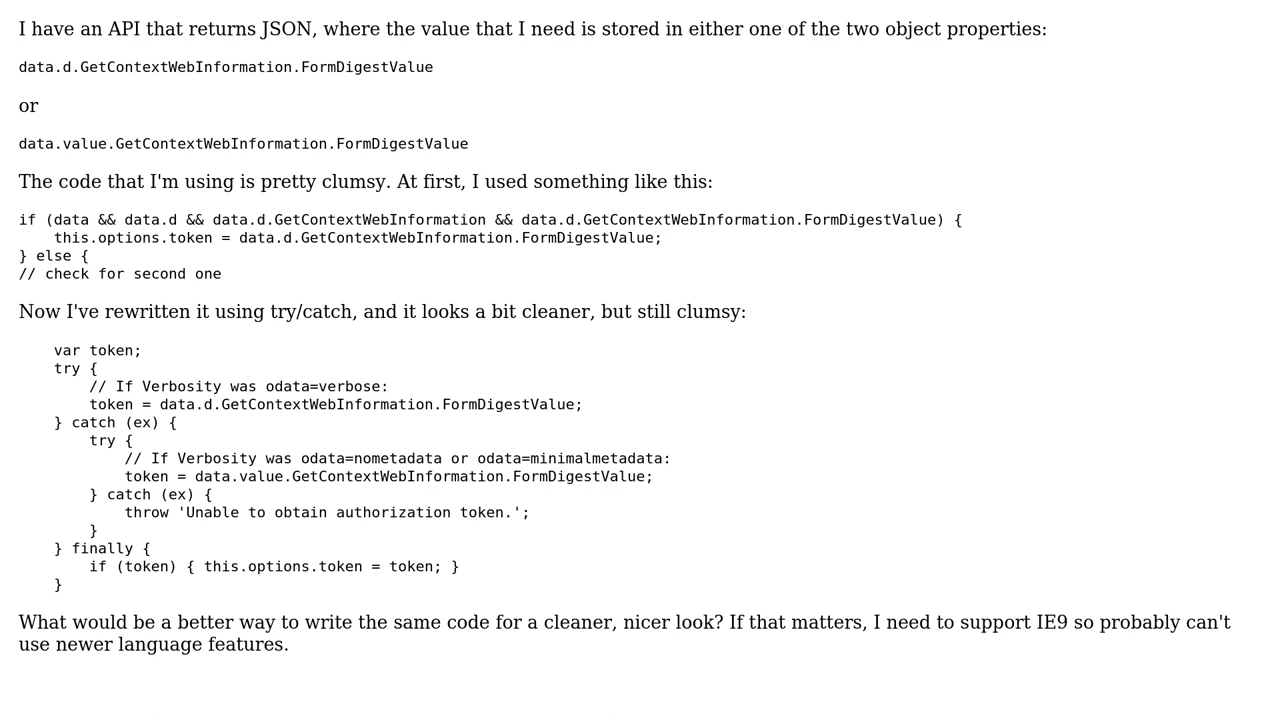 I have an API that returns JSON, where the value that I need is stored in either one of the two object properties:
data.d.GetContextWebInformation.FormDigestValue
or
data.value.GetContextWebInformation.FormDigestValue
The code that I'm using is pretty clumsy. At first, I used something like this:
if (data && data.d && data.d.GetContextWebInformation && data.d.GetContextWebInformation.FormDigestValue) {
    this.options.token = data.d.GetContextWebInformation.FormDigestValue;
} else {
// check for second one
Now I've rewritten it using try/catch, and it looks a bit cleaner, but still clumsy:
    var token;
    try {
        // If Verbosity was odata=verbose:
        token = data.d.GetContextWebInformation.FormDigestValue;
    } catch (ex) {
        try {
            // If Verbosity was odata=nometadata or odata=minimalmetadata:
            token = data.value.GetContextWebInformation.FormDigestValue;
        } catch (ex) {
            throw 'Unable to obtain authorization token.';
        }
    } finally {
        if (token) { this.options.token = token; }
    }
What would be a better way to write the same code for a cleaner, nicer look? If that matters, I need to support IE9 so probably can't
use newer language features.